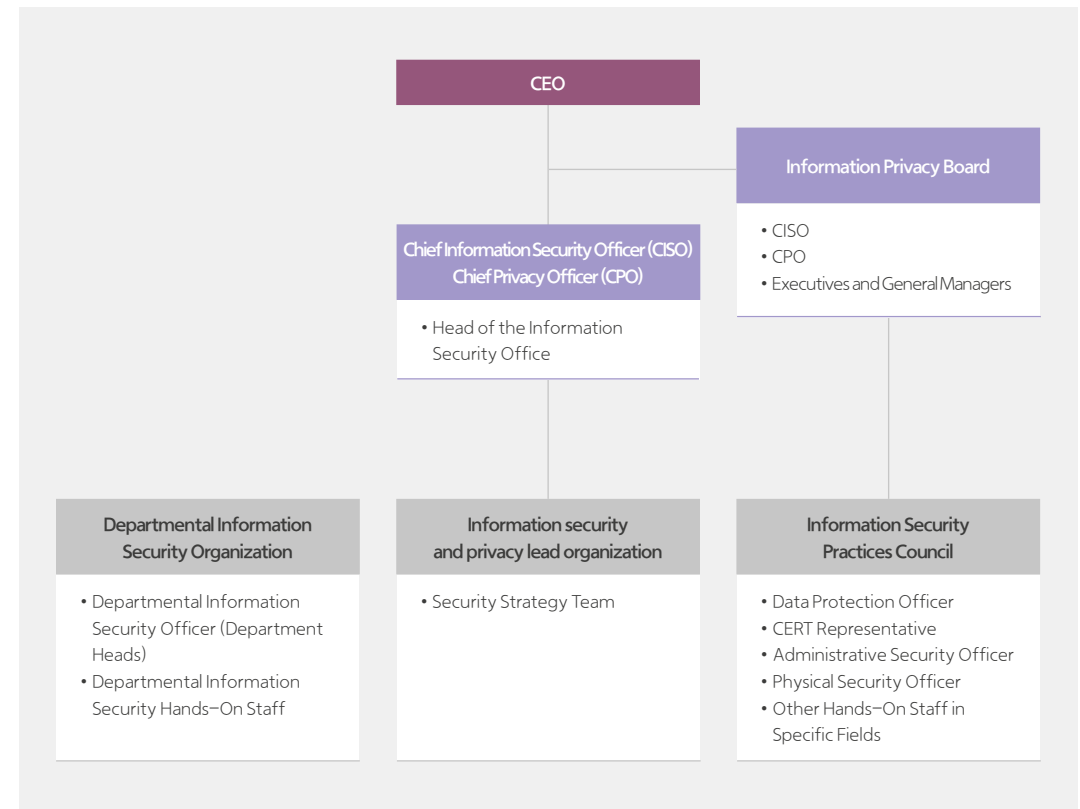 CEO
Information Privacy Board
• CISO
• CPO
• Executives and General Managers
Chief Information Security Officer (CISO)
Chief Privacy Officer (CPO)
• Head of the Information
Security Office
Departmental Information
Security Organization
• Departmental Information
Security Officer (Department
Heads)
• Departmental Information
Security Hands-On Staff
Information security
and privacy lead organization
• Security Strategy Team
Information Security
Practices Council
• Data Protection Officer
• CERT Representative
• Administrative Security Officer
• Physical Security Officer
• Other Hands-On Staff in
Specific Fields